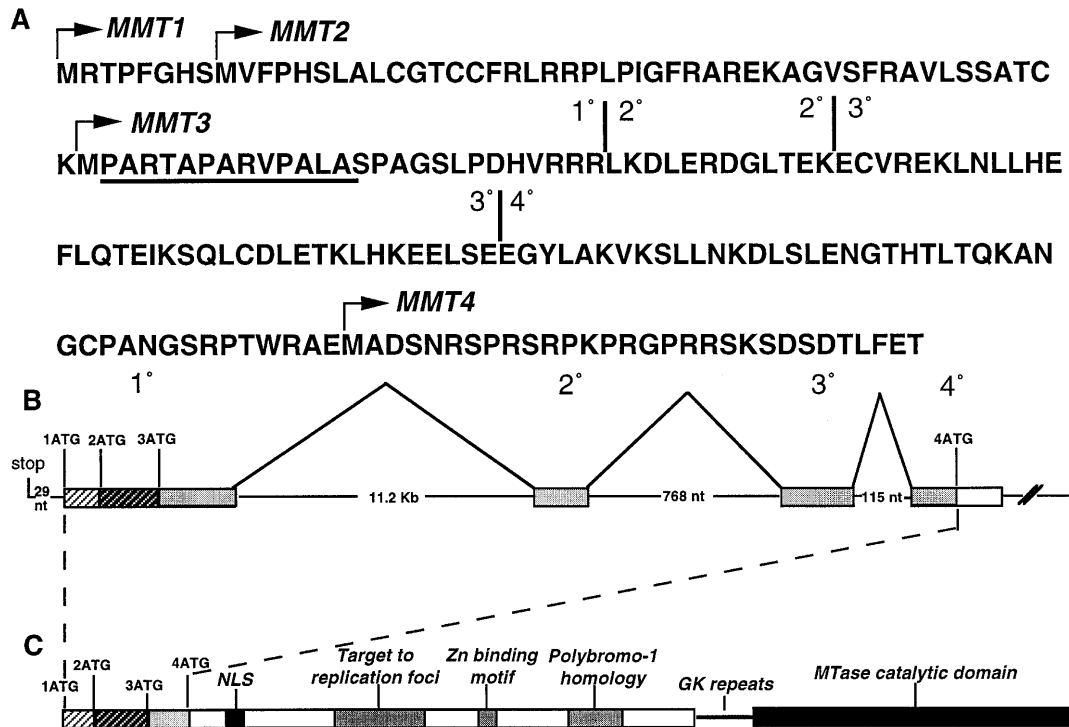 A
MMT1 MMT2
MRTPFGHSMVFPHSLALCGTCCFRLRRPLPIGFRAREKAGVSFRAVLSSATC
1° 2° 2° 3°
MMT3
KMPARTAPARVPALASPAGSLPDHVRRRLKDLERDGLTEKECVREKLNLLHE
3° 4°
FLQTEIKSQLCDLETKLHKEELSEEGYLAKVKSLLNKDLSLENGTHTLTQKAN
MMT4
GCPANGSRPTWRAEMADSNRSPRSRPKPRGPRRSKSDSDTLFET
B
1° 2° 3° 4°
1ATG 2ATG 3ATG 4ATG
stop
29 nt 11.2 Kb 768 nt 115 nt
C
1ATG 2ATG 3ATG 4ATG NLS Target to replication foci Zn binding motif Polybromo-1 homology GK repeats MTase catalytic domain